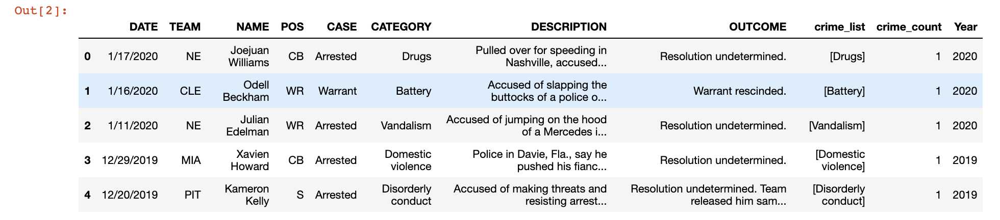 Out[2]:
DATE TEAM NAME POS CASE CATEGORY DESCRIPTION OUTCOME crime_list crime_count Year
0 1/17/2020 NE Joejuan Williams CB Arrested Drugs Pulled over for speeding in Nashville, accused... Resolution undetermined. [Drugs] 1 2020
1 1/16/2020 CLE Odell Beckham WR Warrant Battery Accused of slapping the buttocks of a police o... Warrant rescinded. [Battery] 1 2020
2 1/11/2020 NE Julian Edelman WR Arrested Vandalism Accused of jumping on the hood of a Mercedes i... Resolution undetermined. [Vandalism] 1 2020
3 12/29/2019 MIA Xavien Howard CB Arrested Domestic violence Police in Davie, Fla., say he pushed his fianc... Resolution undetermined. [Domestic violence] 1 2019
4 12/20/2019 PIT Kameron Kelly S Arrested Disorderly conduct Accused of making threats and resisting arrest... Resolution undetermined. Team released him sam... [Disorderly conduct] 1 2019